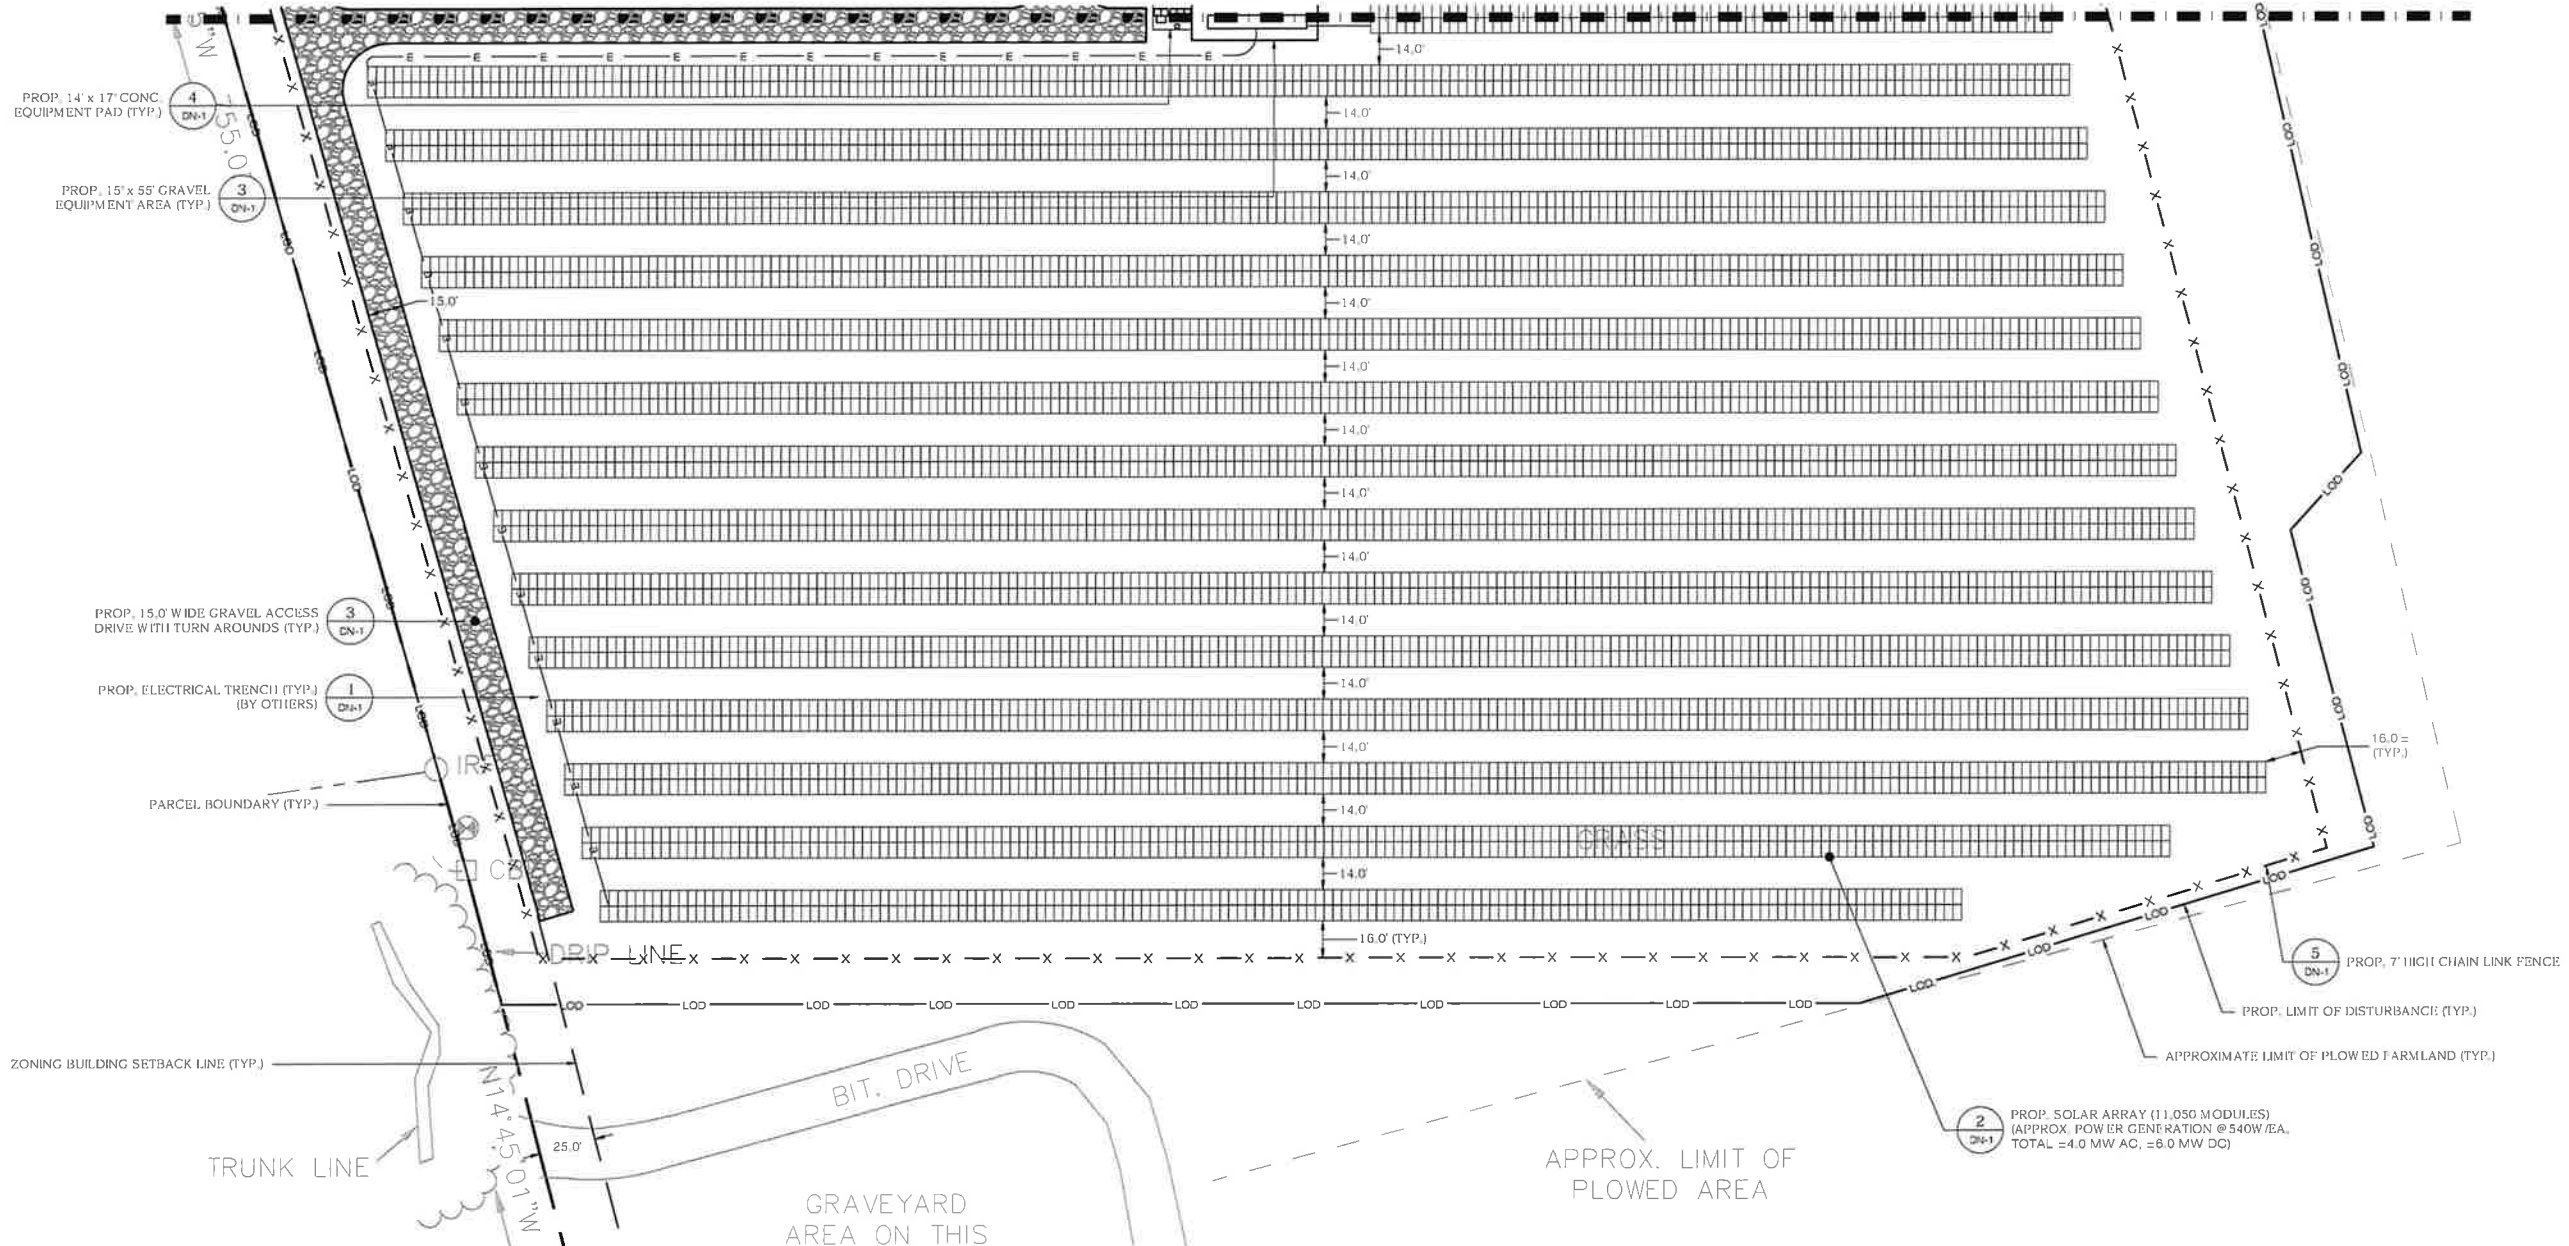 PROP. 14' x 17' CONC.
EQUIPMENT PAD (TYP.)
4
DN-1
PROP. 15' x 55' GRAVEL
EQUIPMENT AREA (TYP.)
3
DN-1
15.0'
PROP. 15.0' WIDE GRAVEL ACCESS
DRIVE WITH TURN AROUNDS (TYP.)
3
DN-1
PROP. ELECTRICAL TRENCH (TYP.)
(BY OTHERS)
1
DN-1
PARCEL BOUNDARY (TYP.)
CB
DRIP LINE
ZONING BUILDING SETBACK LINE (TYP.)
TRUNK LINE
N14°45'01"W
25.0'
BIT. DRIVE
GRAVEYARD
AREA ON THIS
14.0'
14.0'
14.0'
14.0'
14.0'
14.0'
14.0'
14.0'
14.0'
14.0'
14.0'
14.0'
14.0'
14.0'
16.0' (TYP.)
GRASS
16.0'±
(TYP.)
5
DN-1
PROP. 7' HIGH CHAIN LINK FENCE
PROP. LIMIT OF DISTURBANCE (TYP.)
APPROXIMATE LIMIT OF PLOWED FARMLAND (TYP.)
2
DN-1
PROP. SOLAR ARRAY (11,050 MODULES)
(APPROX. POWER GENERATION @ 540W/EA,
TOTAL =4.0 MW AC, =6.0 MW DC)
APPROX. LIMIT OF
PLOWED AREA
E E E E E E E E E E E E E
LOD LOD LOD LOD LOD LOD LOD LOD LOD LOD